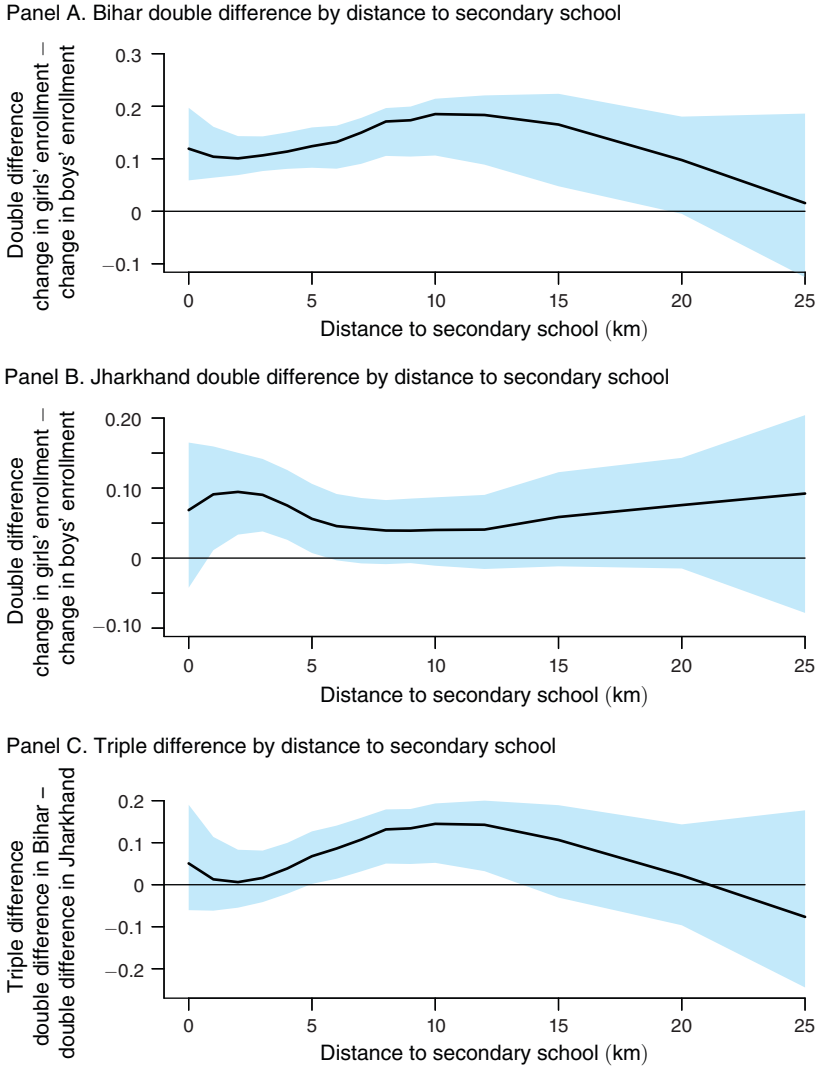 Panel A. Bihar double difference by distance to secondary school
Double difference
change in girls’ enrollment −
change in boys’ enrollment
0.3
0.2
0.1
0
−0.1
0 5 10 15 20 25
Distance to secondary school (km)
Panel B. Jharkhand double difference by distance to secondary school
Double difference
change in girls’ enrollment −
change in boys’ enrollment
0.20
0.10
0
−0.10
0 5 10 15 20 25
Distance to secondary school (km)
Panel C. Triple difference by distance to secondary school
Triple difference
double difference in Bihar −
double difference in Jharkhand
0.2
0.1
0
−0.1
−0.2
0 5 10 15 20 25
Distance to secondary school (km)